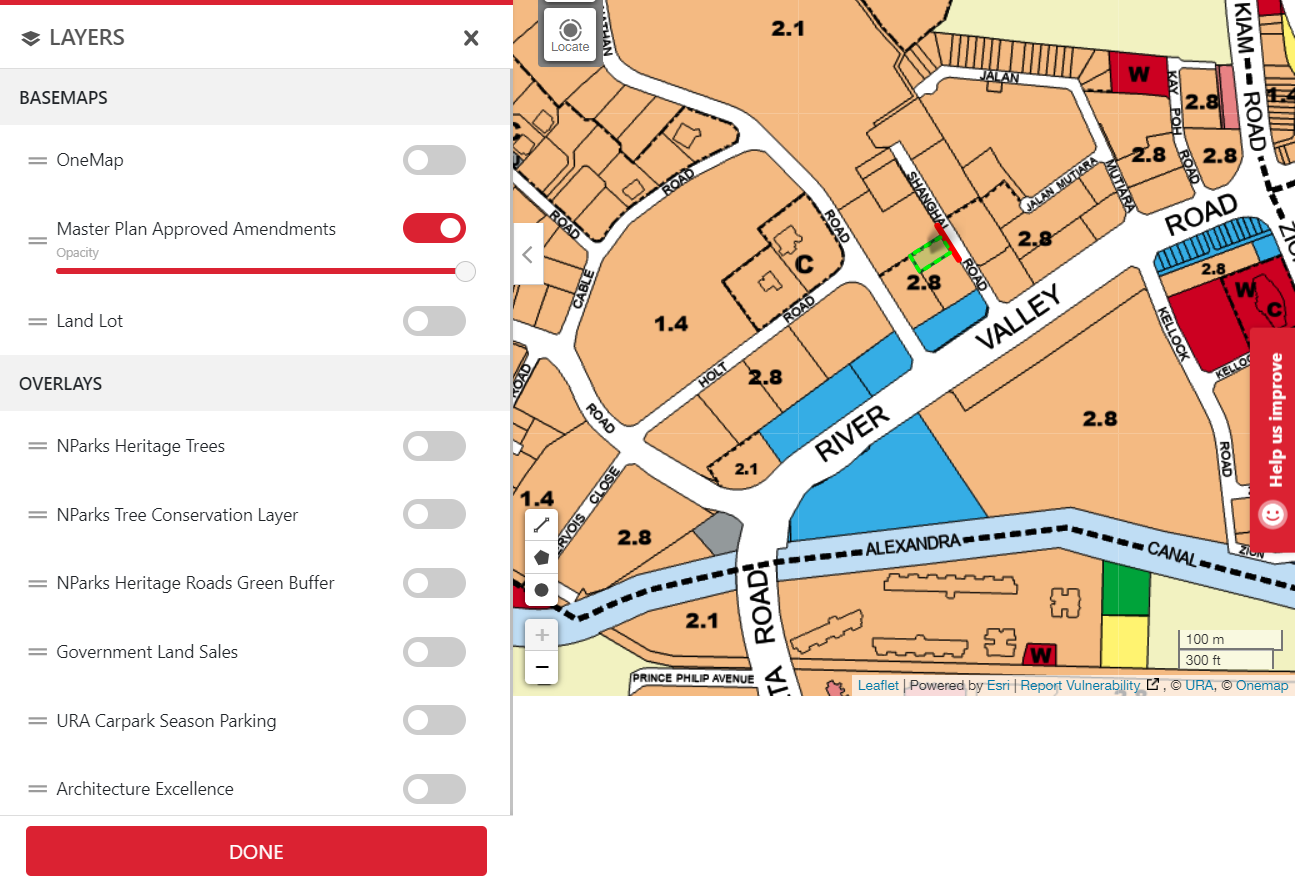 LAYERS
BASEMAPS
OneMap
Master Plan Approved Amendments
Opacity
Land Lot
OVERLAYS
NParks Heritage Trees
NParks Tree Conservation Layer
NParks Heritage Roads Green Buffer
Government Land Sales
URA Carpark Season Parking
Architecture Excellence
DONE
Locate
2.1
KIAM ROAD
JALAN
W
KAY POH ROAD
2.8
1.4
2.8
2.8
MUTIARA
JALAN MUTIARA
SHANGHAI ROAD
2.8
ROAD
ROAD
ROAD
CABLE
ROAD
C
2.8
1.4
HOLT ROAD
2.8
RIVER VALLEY ROAD
2.8
W
C
KELLOCK
ROAD
2.8
2.1
ROAD
ROAD
1.4
CLOSE
2.8
ALEXANDRA CANAL
ZION
2.1
ROAD
W
PRINCE PHILIP AVENUE
100 m
300 ft
Leaflet | Powered by Esri | Report Vulnerability , © URA, © Onemap
Help us improve